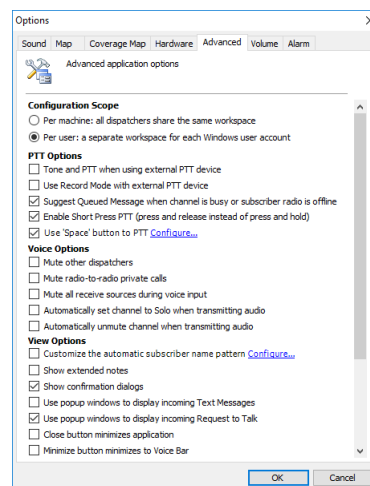 Options
Sound Map Coverage Map Hardware Advanced Volume Alarm
Advanced application options
Configuration Scope
Per machine: all dispatchers share the same workspace
Per user: a separate workspace for each Windows user account
PTT Options
Tone and PTT when using external PTT device
Use Record Mode with external PTT device
Suggest Queued Message when channel is busy or subscriber radio is offline
Enable Short Press PTT (press and release instead of press and hold)
Use 'Space' button to PTT Configure...
Voice Options
Mute other dispatchers
Mute radio-to-radio private calls
Mute all receive sources during voice input
Automatically set channel to Solo when transmitting audio
Automatically unmute channel when transmitting audio
View Options
Customize the automatic subscriber name pattern Configure...
Show extended notes
Show confirmation dialogs
Use popup windows to display incoming Text Messages
Use popup windows to display incoming Request to Talk
Close button minimizes application
Minimize button minimizes to Voice Bar
OK Cancel